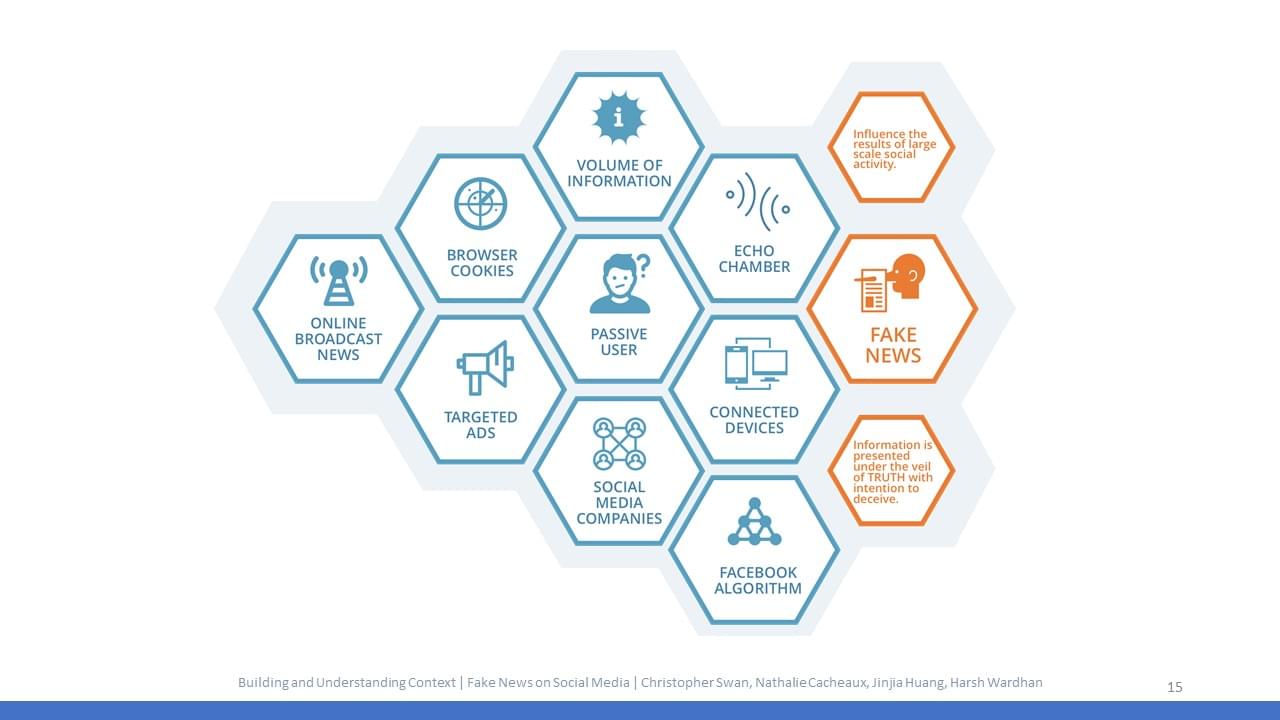 VOLUME OF
INFORMATION
Influence the
results of large
scale social
activity.
BROWSER
COOKIES
ECHO
CHAMBER
ONLINE
BROADCAST
NEWS
PASSIVE
USER
FAKE
NEWS
TARGETED
ADS
CONNECTED
DEVICES
SOCIAL
MEDIA
COMPANIES
Information is
presented
under the veil
of TRUTH with
intention to
deceive.
FACEBOOK
ALGORITHM
Building and Understanding Context | Fake News on Social Media | Christopher Swan, Nathalie Cacheaux, Jinjia Huang, Harsh Wardhan
15